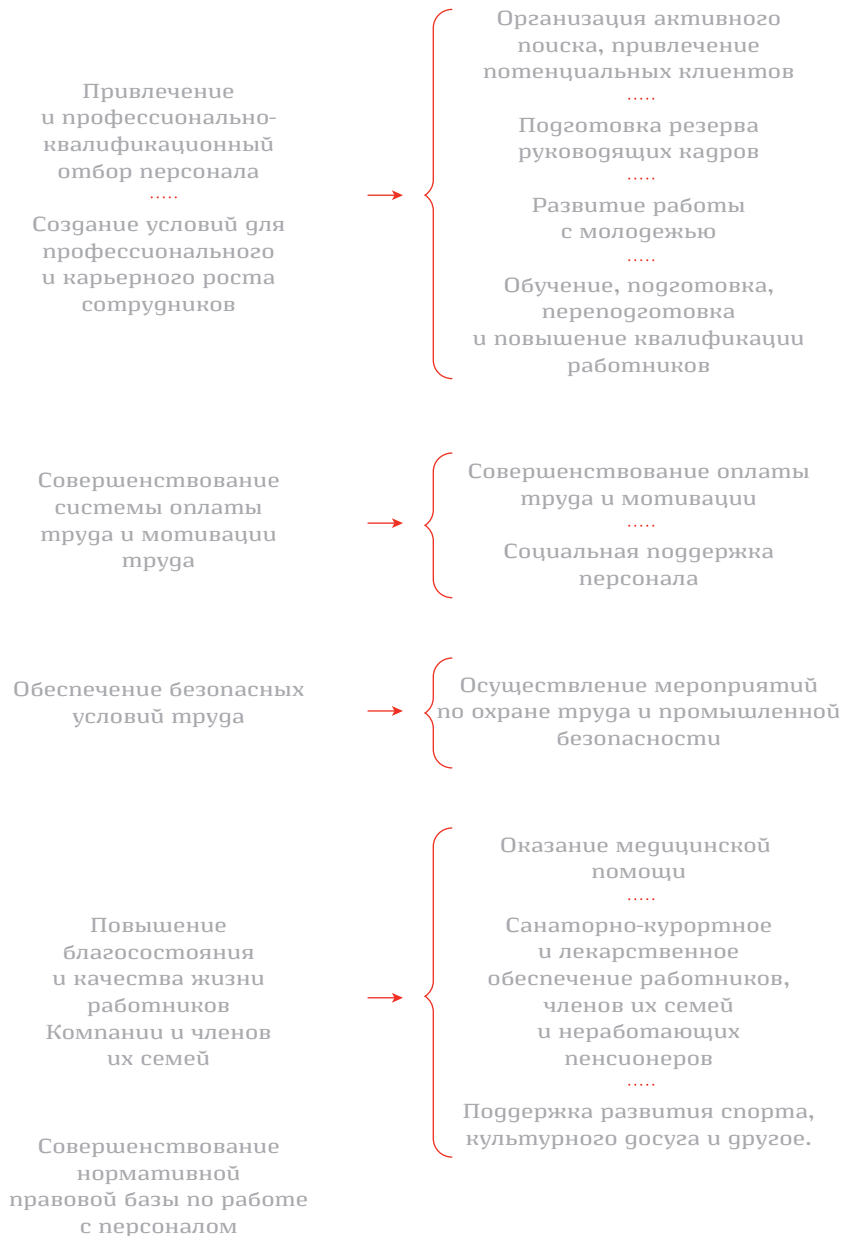 Привлечение
и профессионально-
квалификационный
отбор персонала
.....
Создание условий для
профессионального
и карьерного роста
сотрудников
Организация активного
поиска, привлечение
потенциальных клиентов
.....
Подготовка резерва
руководящих кадров
.....
Развитие работы
с молодежью
.....
Обучение, подготовка,
переподготовка
и повышение квалификации
работников
Совершенствование
системы оплаты
труда и мотивации
труда
Совершенствование оплаты
труда и мотивации
.....
Социальная поддержка
персонала
Обеспечение безопасных
условий труда
Осуществление мероприятий
по охране труда и промышленной
безопасности
Повышение
благосостояния
и качества жизни
работников
Компании и членов
их семей
Оказание медицинской
помощи
.....
Санаторно-курортное
и лекарственное
обеспечение работников,
членов их семей
и неработающих
пенсионеров
.....
Поддержка развития спорта,
культурного досуга и другое.
Совершенствование
нормативной
правовой базы по работе
с персоналом